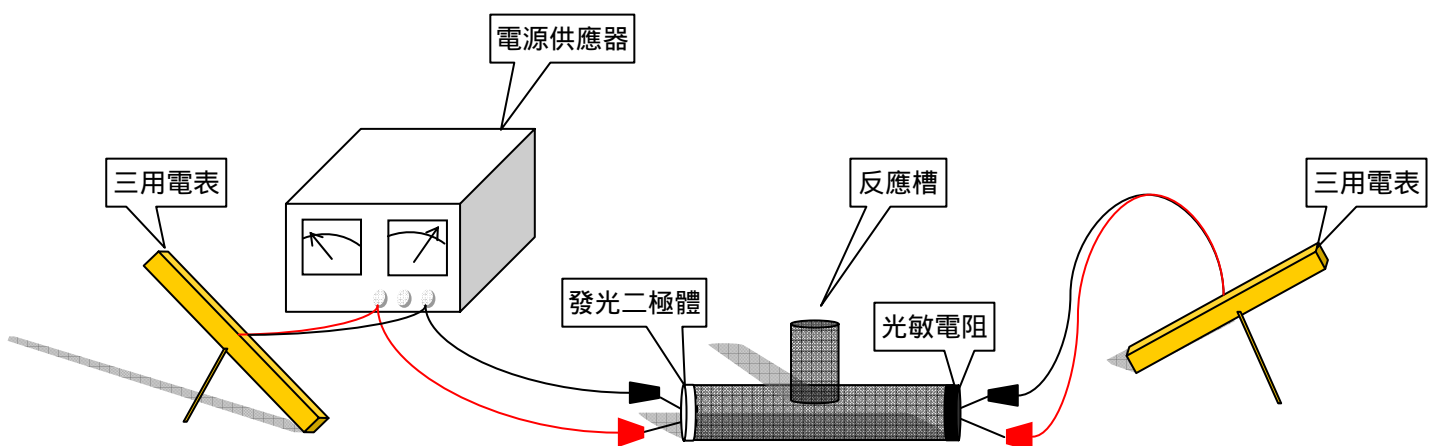 電源供應器
三用電表
反應槽
三用電表
發光二極體
光敏電阻